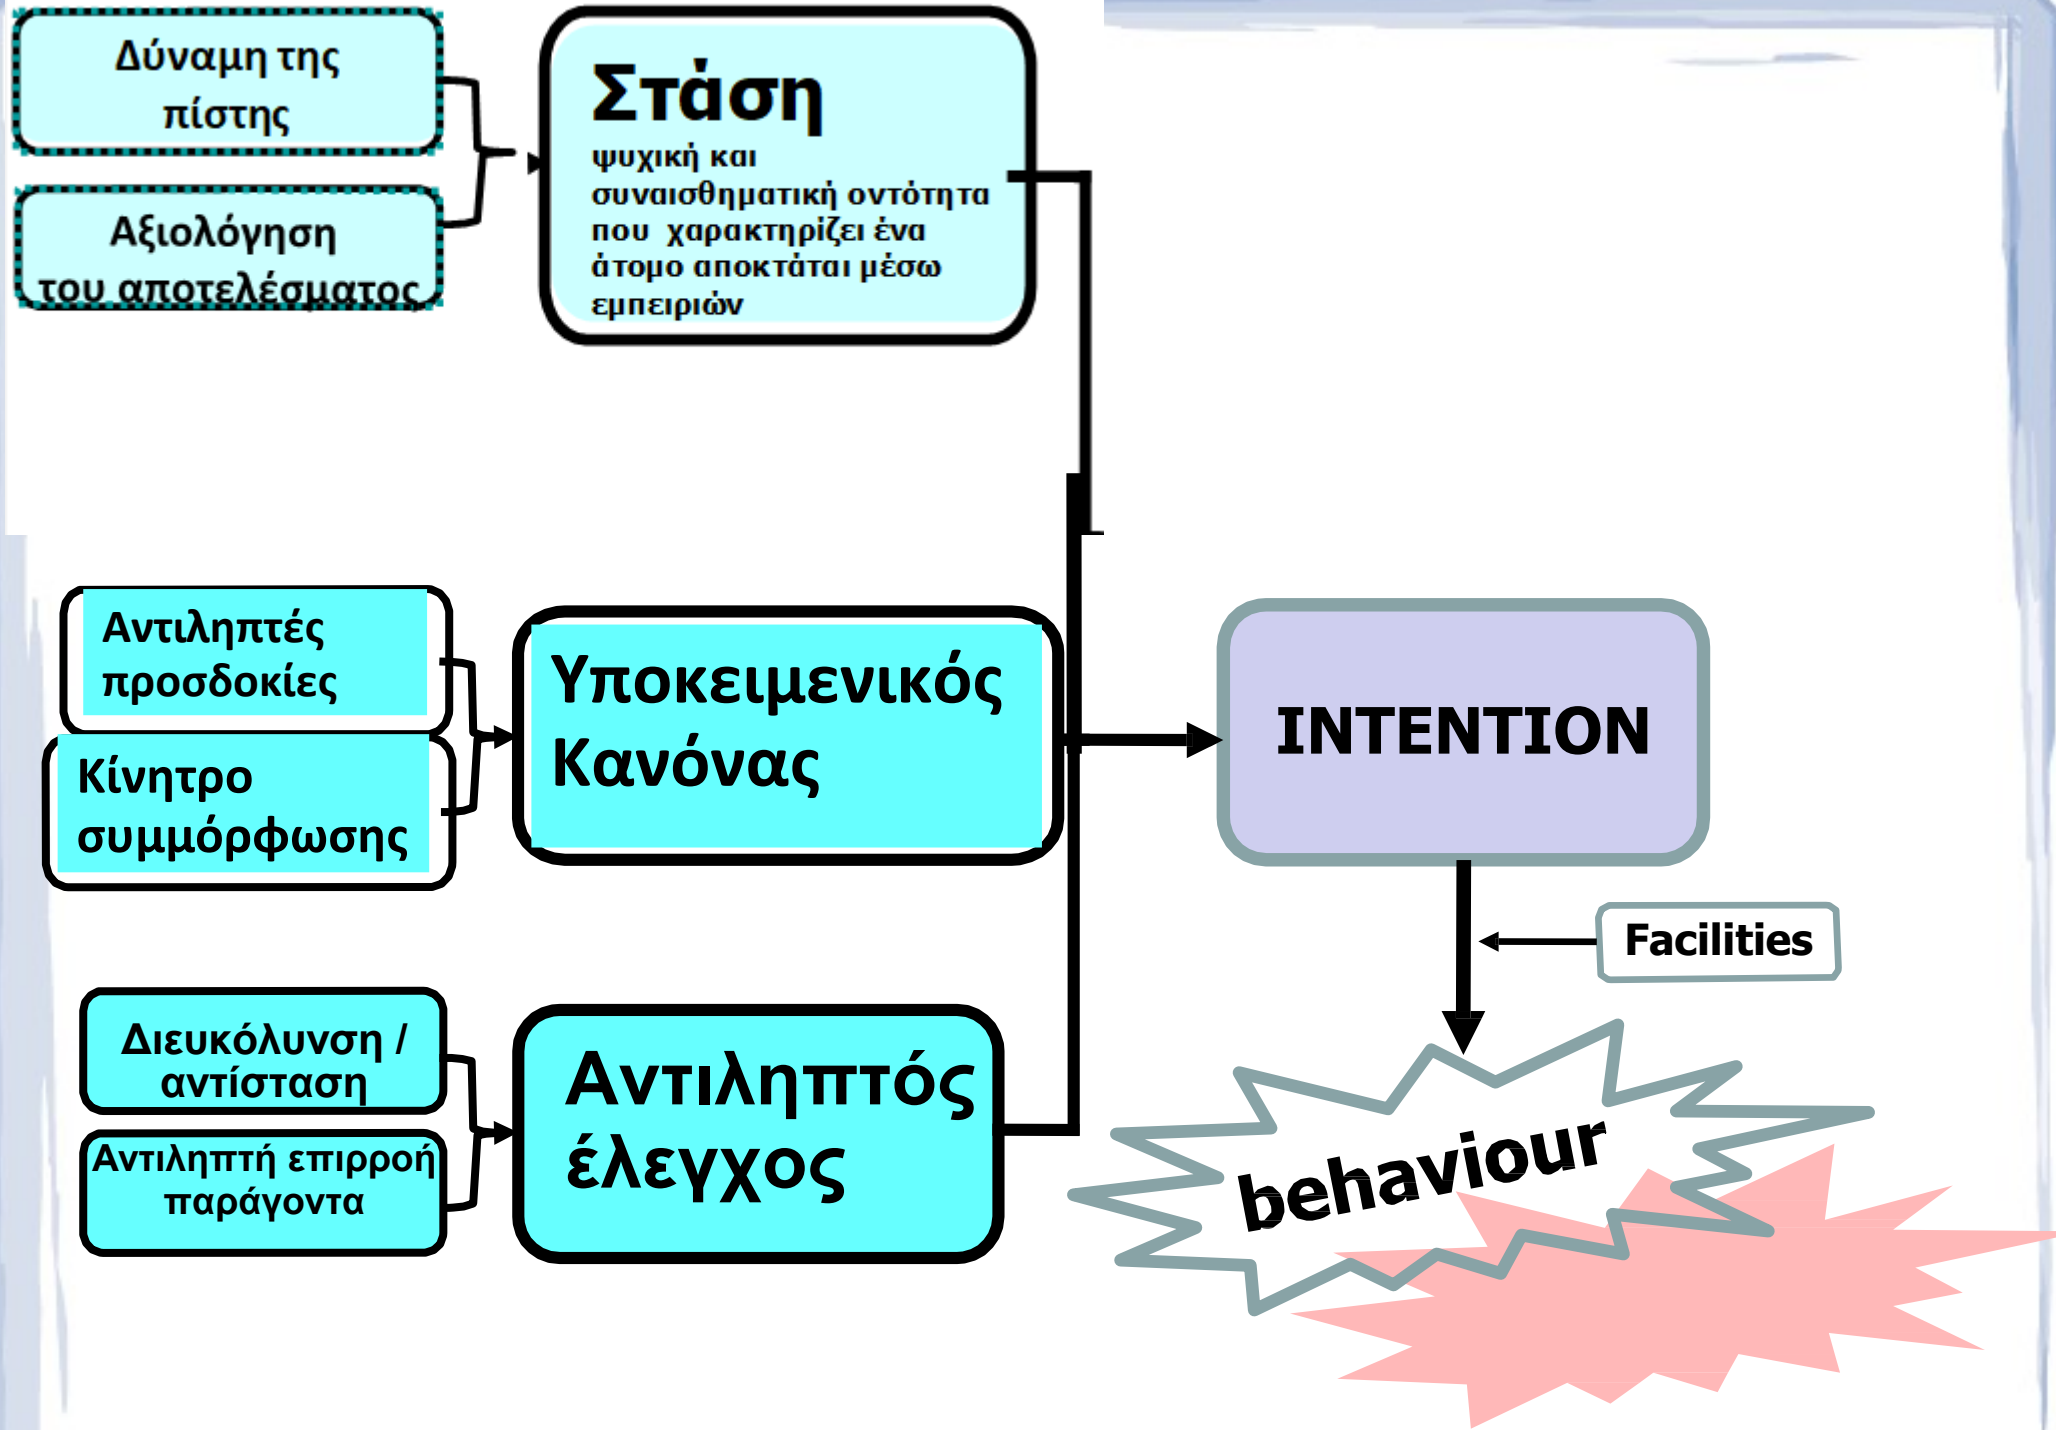 Δύναμη της
πίστης
Αξιολόγηση
του αποτελέσματος
Στάση
ψυχική και
συναισθηματική οντότητα
που χαρακτηρίζει ένα
άτομο αποκτάται μέσω
εμπειριών
Αντιληπτές
προσδοκίες
Κίνητρο
συμμόρφωσης
Υποκειμενικός
Κανόνας
INTENTION
Facilities
Διευκόλυνση /
αντίσταση
Αντιληπτή επιρροή
παράγοντα
Αντιληπτός
έλεγχος
behaviour